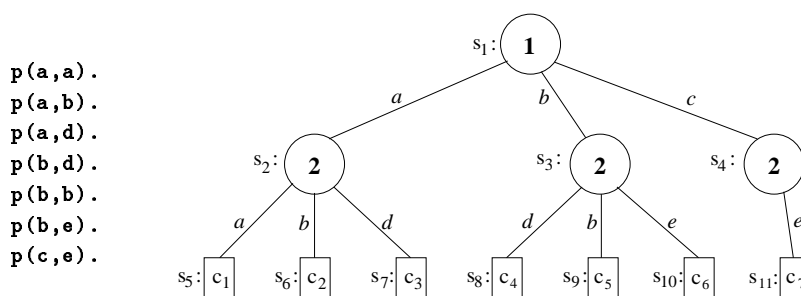 p(a,a).
p(a,b).
p(a,d).
p(b,d).
p(b,b).
p(b,e).
p(c,e).
s1: 1
a b c
s2: 2 s3: 2 s4: 2
a b d d b e e
s5: c1 s6: c2 s7: c3 s8: c4 s9: c5 s10: c6 s11: c7